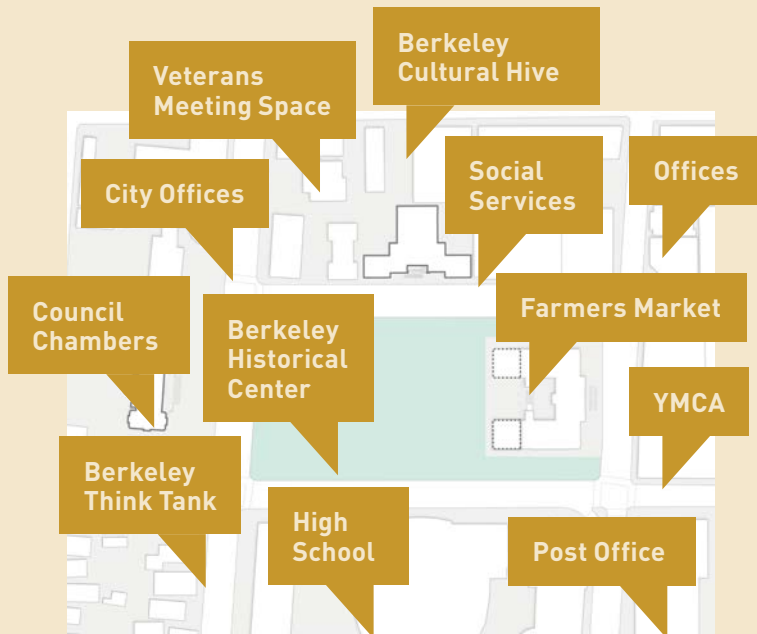 Berkeley
Cultural Hive
Veterans
Meeting Space
Social
Services
Offices
City Offices
Council
Chambers
Berkeley
Historical
Center
Farmers Market
YMCA
Berkeley
Think Tank
High
School
Post Office